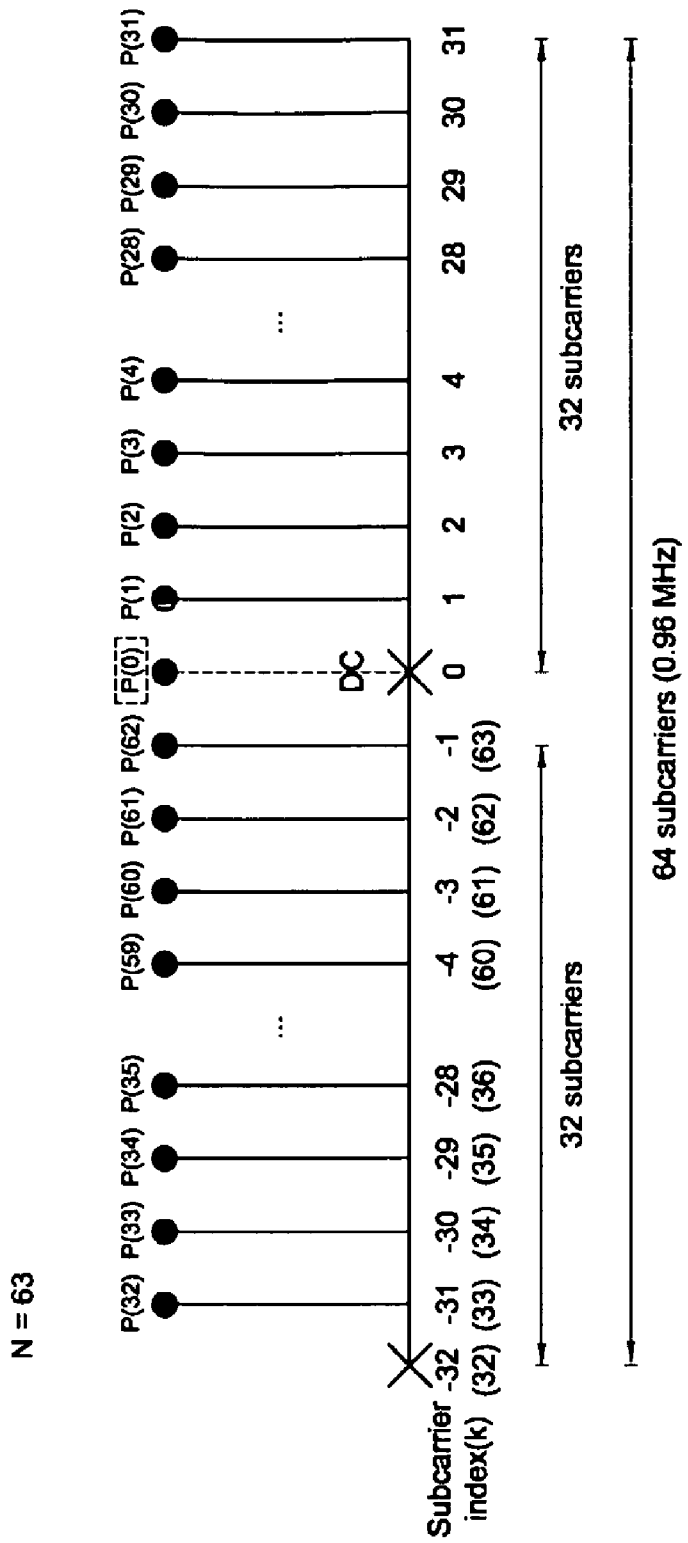 N = 63
P(32) P(33) P(34) P(35) P(59) P(60) P(61) P(62) P(0) P(1) P(2) P(3) P(4) P(28) P(29) P(30) P(31)
... ...
DC
Subcarrier -32 -31 -30 -29 -28 -4 -3 -2 -1 0 1 2 3 4 28 29 30 31
index(k) (32) (33) (34) (35) (36) (60) (61) (62) (63)
32 subcarriers 32 subcarriers
64 subcarriers (0.96 MHz)